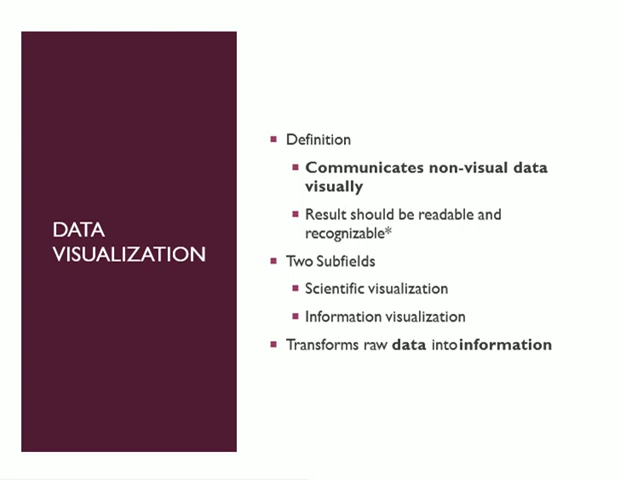 DATA
VISUALIZATION
Definition
Communicates non-visual data
visually
Result should be readable and
recognizable*
Two Subfields
Scientific visualization
Information visualization
Transforms raw data into information